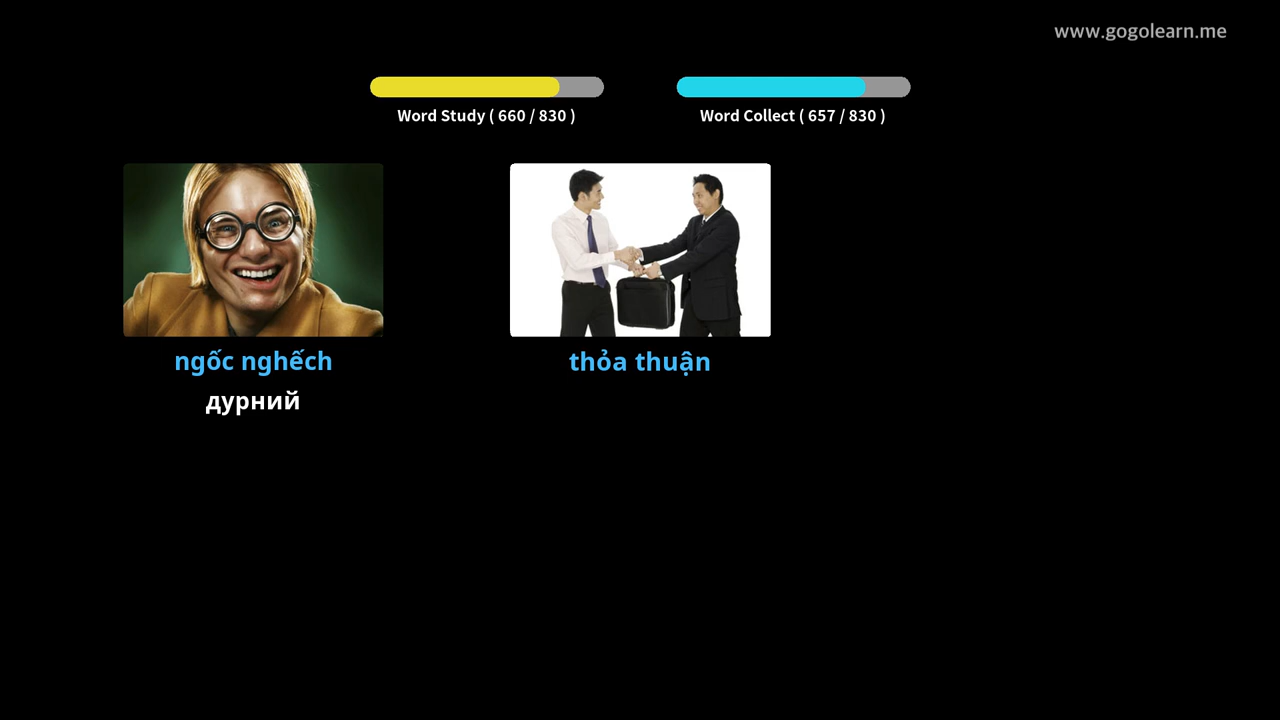 www.gogolearn.me
Word Study ( 660 / 830 )
Word Collect ( 657 / 830 )
ngốc nghếch
thỏa thuận
дурний